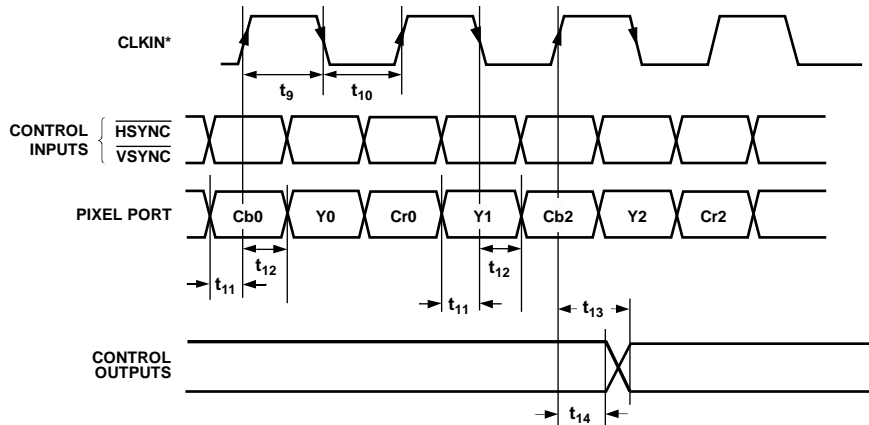 CLKIN*
t9
t10
CONTROL INPUTS
HSYNC
VSYNC
PIXEL PORT
Cb0 Y0 Cr0 Y1 Cb2 Y2 Cr2
t12
t11
t12
t11
t13
CONTROL OUTPUTS
t14